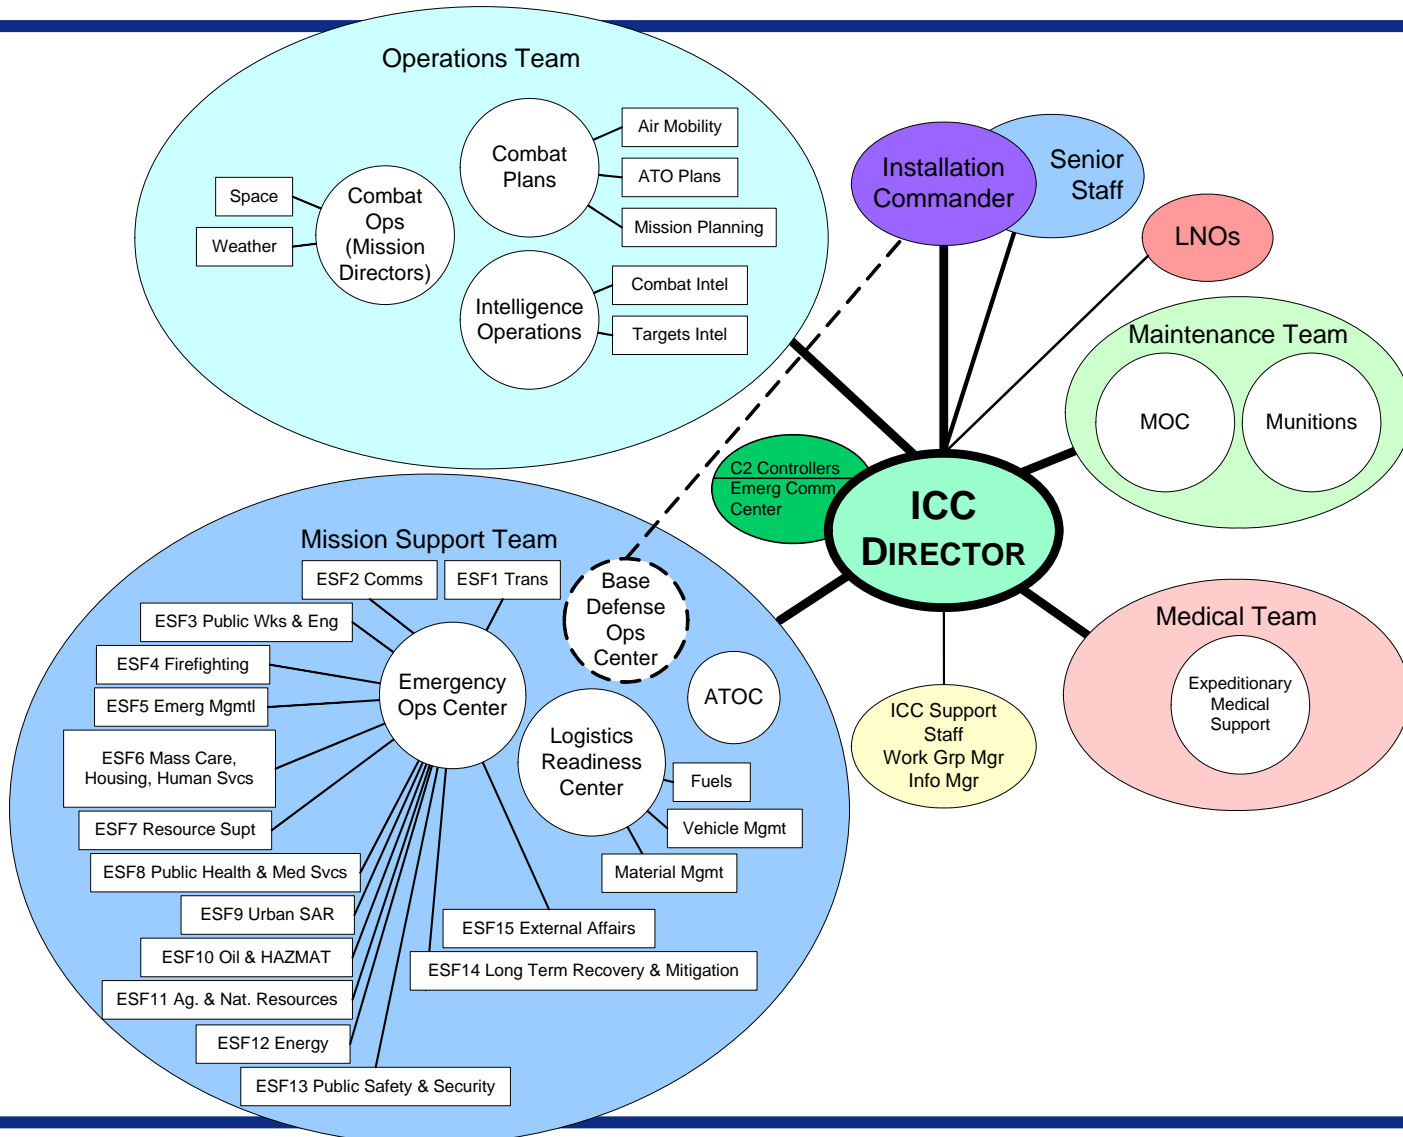 Operations Team
Combat
Plans
Air Mobility
ATO Plans
Mission Planning
Space
Weather
Combat
Ops
(Mission
Directors)
Intelligence
Operations
Combat Intel
Targets Intel
Installation
Commander
Senior
Staff
LNOs
Maintenance Team
MOC
Munitions
C2 Controllers
Emerg Comm
Center
ICC
DIRECTOR
Mission Support Team
ESF2 Comms
ESF1 Trans
ESF3 Public Wks & Eng
ESF4 Firefighting
ESF5 Emerg Mgmtl
ESF6 Mass Care,
Housing, Human Svcs
ESF7 Resource Supt
ESF8 Public Health & Med Svcs
ESF9 Urban SAR
ESF10 Oil & HAZMAT
ESF11 Ag. & Nat. Resources
ESF12 Energy
ESF13 Public Safety & Security
ESF14 Long Term Recovery & Mitigation
ESF15 External Affairs
Emergency
Ops Center
Base
Defense
Ops
Center
ATOC
Logistics
Readiness
Center
Fuels
Vehicle Mgmt
Material Mgmt
ICC Support
Staff
Work Grp Mgr
Info Mgr
Medical Team
Expeditionary
Medical
Support